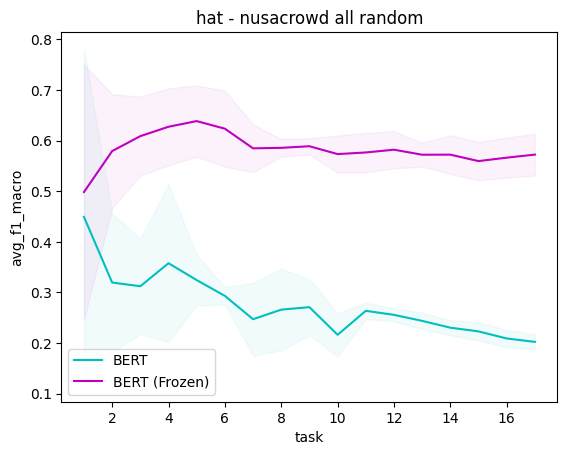 hat - nusacrowd all random
0.8
0.7
0.6
0.5
0.4
0.3
0.2
0.1
avg_f1_macro
BERT
BERT (Frozen)
2 4 6 8 10 12 14 16
task